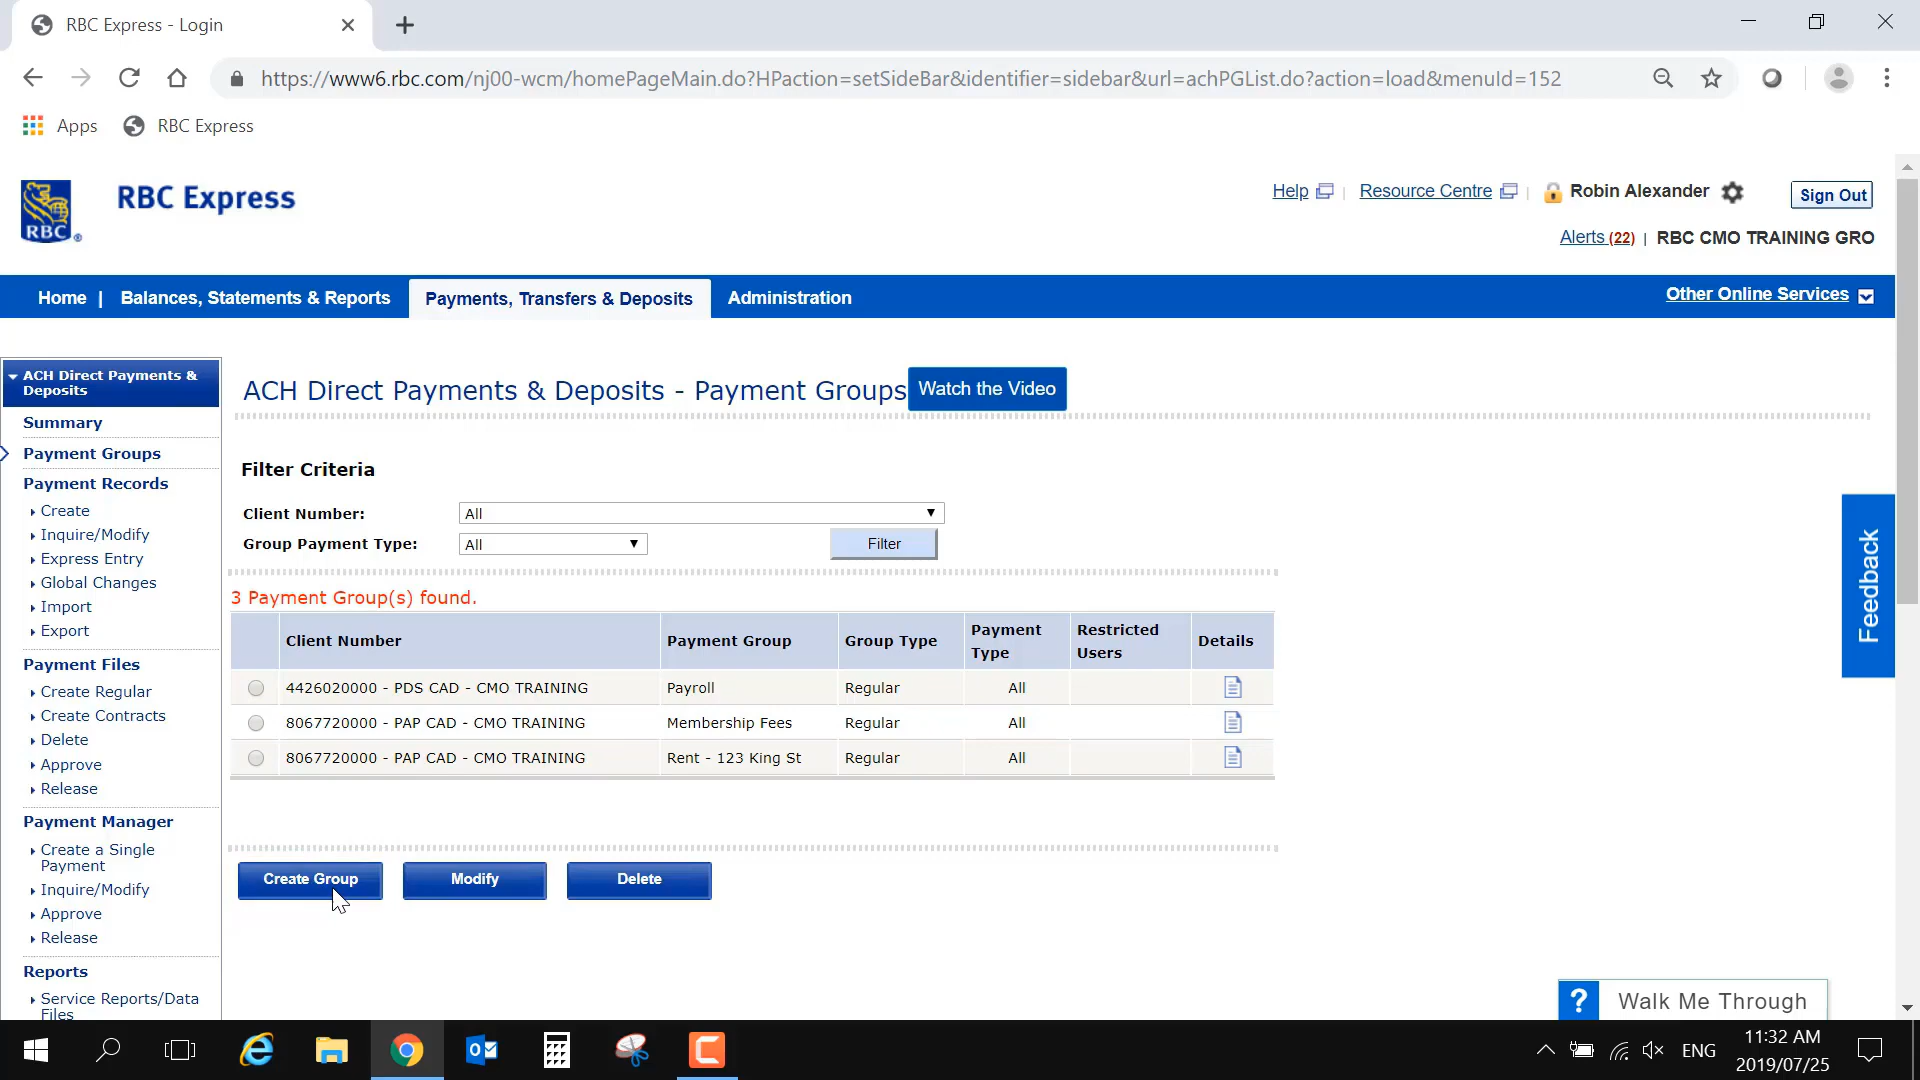 RBC Express - Login
https://www6.rbc.com/nj00-wcm/homePageMain.do?HPaction=setSideBar&identifier=sidebar&url=achPGList.do?action=load&menuId=152
Apps RBC Express
RBC
RBC Express
Help | Resource Centre | Robin Alexander Sign Out
Alerts (22) | RBC CMO TRAINING GRO
Home | Balances, Statements & Reports Payments, Transfers & Deposits Administration Other Online Services
ACH Direct Payments &
Deposits
Summary
Payment Groups
Payment Records
Create
Inquire/Modify
Express Entry
Global Changes
Import
Export
Payment Files
Create Regular
Create Contracts
Delete
Approve
Release
Payment Manager
Create a Single
Payment
Inquire/Modify
Approve
Release
Reports
Service Reports/Data
Files
ACH Direct Payments & Deposits - Payment Groups Watch the Video
Filter Criteria
Client Number: All
Group Payment Type: All Filter
3 Payment Group(s) found.
Client Number Payment Group Group Type Payment Type Restricted Users Details
4426020000 - PDS CAD - CMO TRAINING Payroll Regular All
8067720000 - PAP CAD - CMO TRAINING Membership Fees Regular All
8067720000 - PAP CAD - CMO TRAINING Rent - 123 King St Regular All
Create Group Modify Delete
Feedback
? Walk Me Through
ENG 11:32 AM
2019/07/25